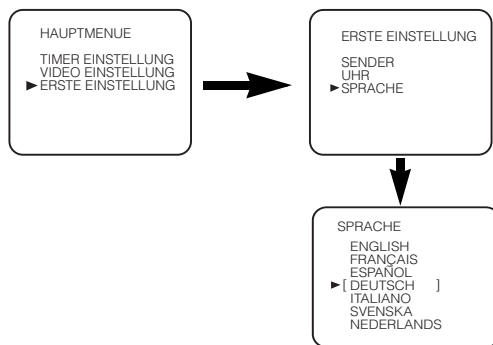 HAUPTMENUE
TIMER EINSTELLUNG
VIDEO EINSTELLUNG
►ERSTE EINSTELLUNG
ERSTE EINSTELLUNG
SENDER
UHR
►SPRACHE
SPRACHE
ENGLISH
FRANÇAIS
ESPAÑOL
►[ DEUTSCH ]
ITALIANO
SVENSKA
NEDERLANDS